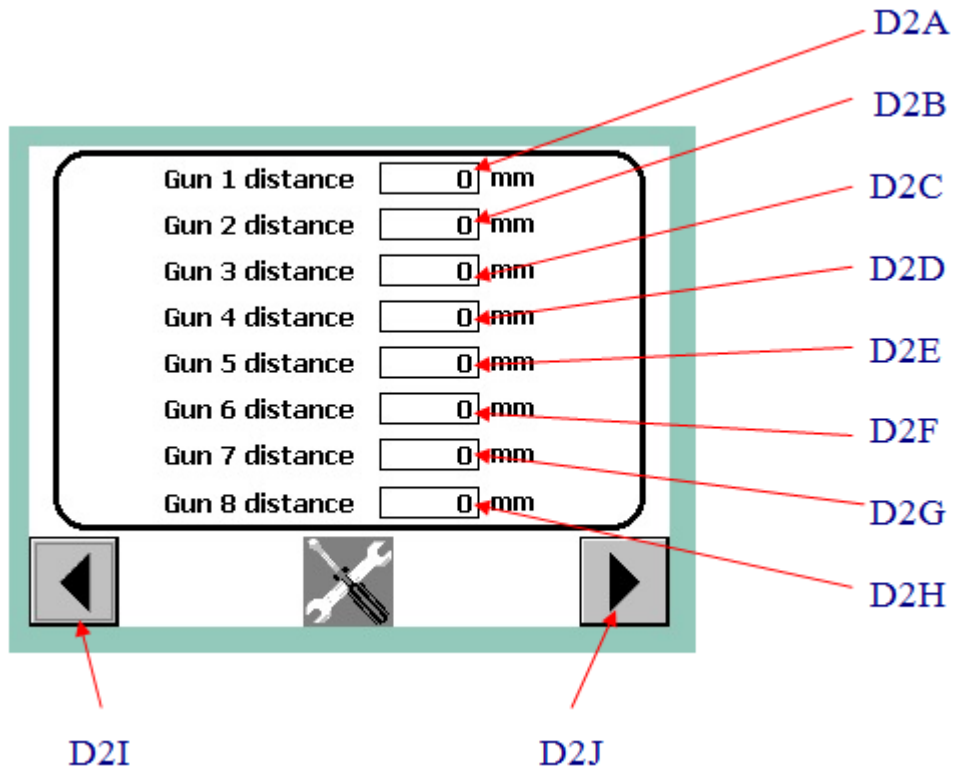 D2A
D2B
Gun 1 distance 0 mm
D2C
Gun 2 distance 0 mm
Gun 3 distance 0 mm
D2D
Gun 4 distance 0 mm
D2E
Gun 5 distance 0 mm
Gun 6 distance 0 mm
D2F
Gun 7 distance 0 mm
Gun 8 distance 0 mm
D2G
D2H
D2I
D2J